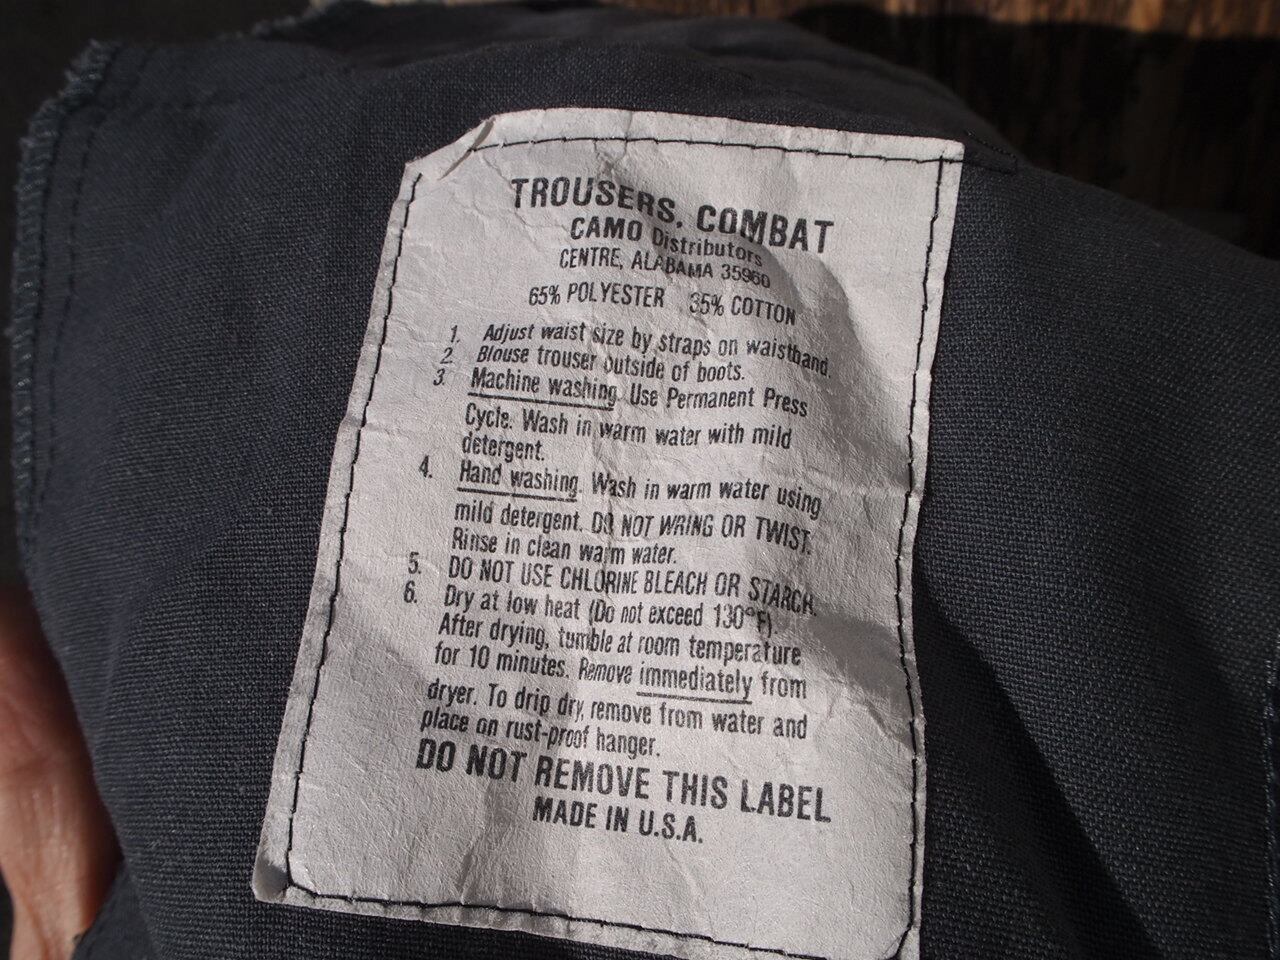 TROUSERS, COMBAT
CAMO Distributors
CENTRE, ALABAMA 35960
65% POLYESTER 35% COTTON
1. Adjust waist size by straps on waistband.
2. Blouse trouser outside of boots.
3. Machine washing. Use Permanent Press
Cycle. Wash in warm water with mild
detergent.
4. Hand washing. Wash in warm water using
mild detergent. DO NOT WRING OR TWIST.
Rinse in clean warm water.
5. DO NOT USE CHLORINE BLEACH OR STARCH.
6. Dry at low heat (Do not exceed 130°F).
After drying, tumble at room temperature
for 10 minutes. Remove immediately from
dryer. To drip dry, remove from water and
place on rust-proof hanger.
DO NOT REMOVE THIS LABEL
MADE IN U.S.A.